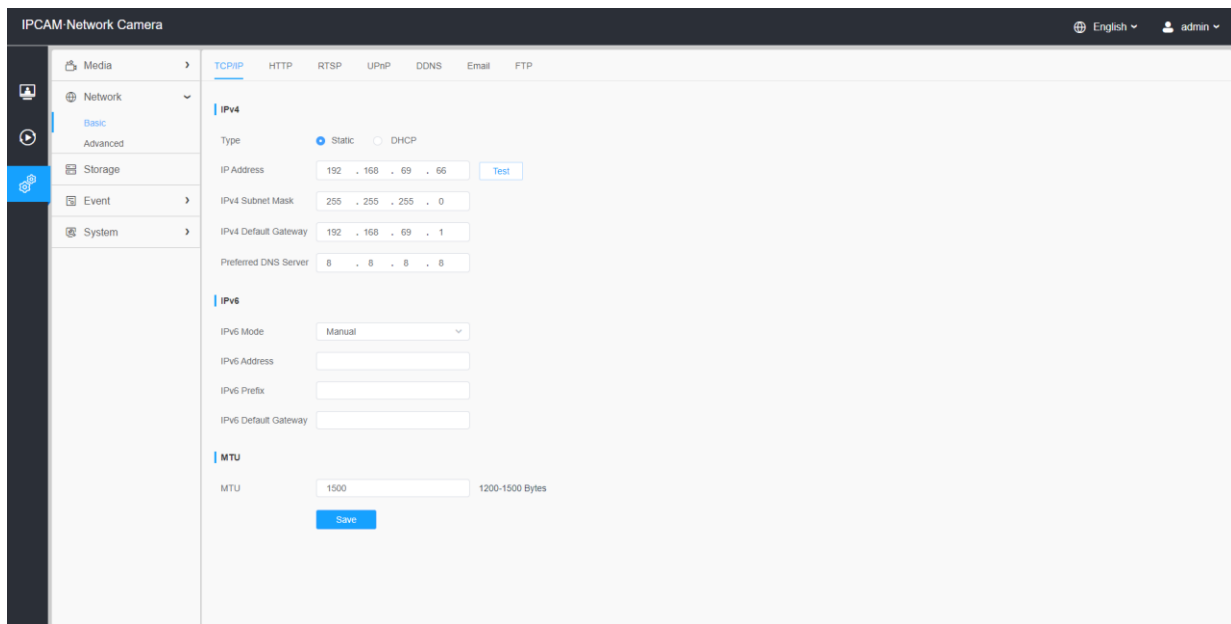 IPCAM·Network Camera
English
admin
Media
Network
Basic
Advanced
Storage
Event
System
TCP/IP HTTP RTSP UPnP DDNS Email FTP
IPv4
Type Static DHCP
IP Address 192 . 168 . 69 . 66 Test
IPv4 Subnet Mask 255 . 255 . 255 . 0
IPv4 Default Gateway 192 . 168 . 69 . 1
Preferred DNS Server 8 . 8 . 8 . 8
IPv6
IPv6 Mode Manual
IPv6 Address
IPv6 Prefix
IPv6 Default Gateway
MTU
MTU 1500 1200-1500 Bytes
Save